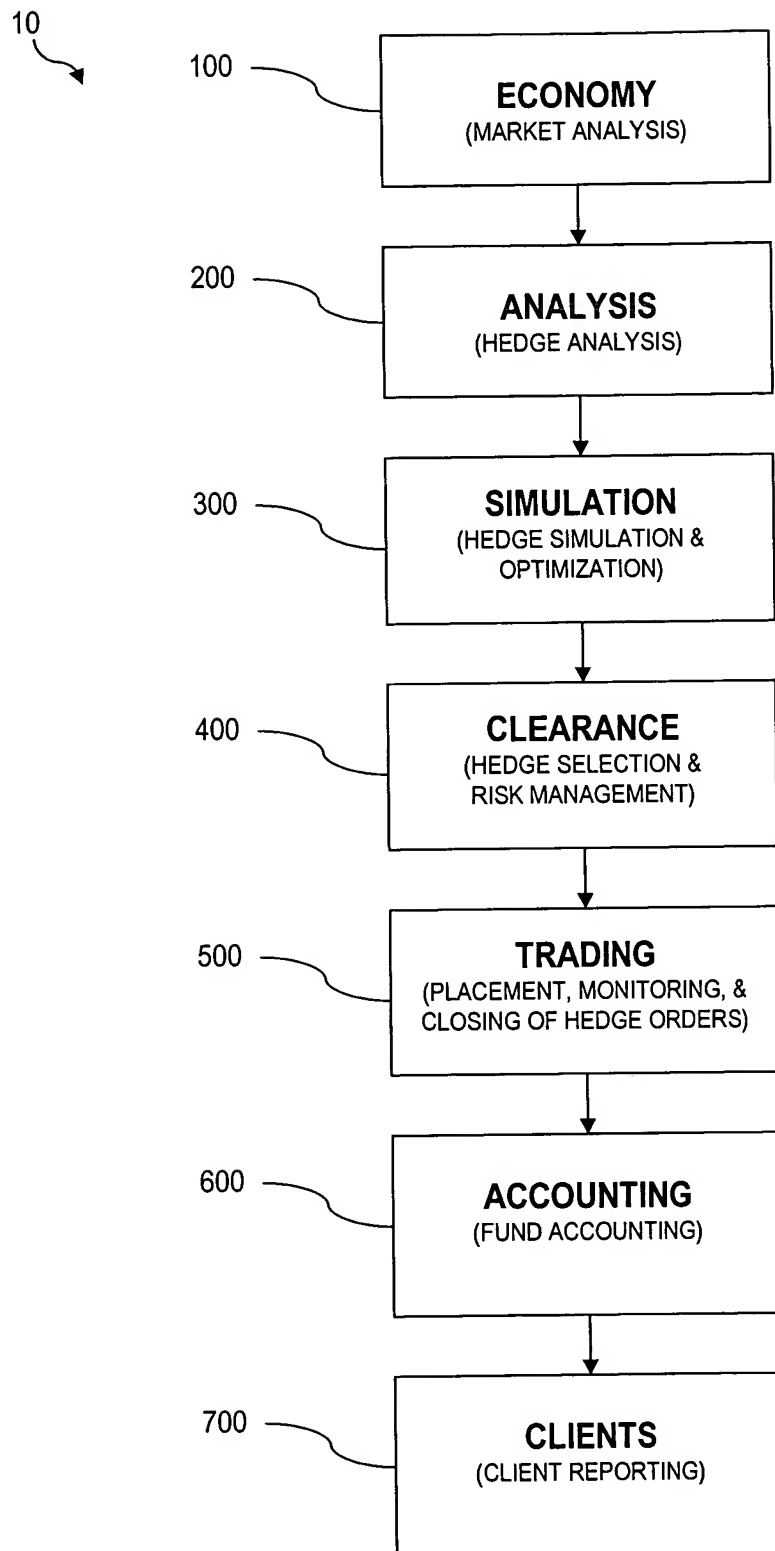 10
100
ECONOMY
(MARKET ANALYSIS)
200
ANALYSIS
(HEDGE ANALYSIS)
300
SIMULATION
(HEDGE SIMULATION &
OPTIMIZATION)
400
CLEARANCE
(HEDGE SELECTION &
RISK MANAGEMENT)
500
TRADING
(PLACEMENT, MONITORING, &
CLOSING OF HEDGE ORDERS)
600
ACCOUNTING
(FUND ACCOUNTING)
700
CLIENTS
(CLIENT REPORTING)